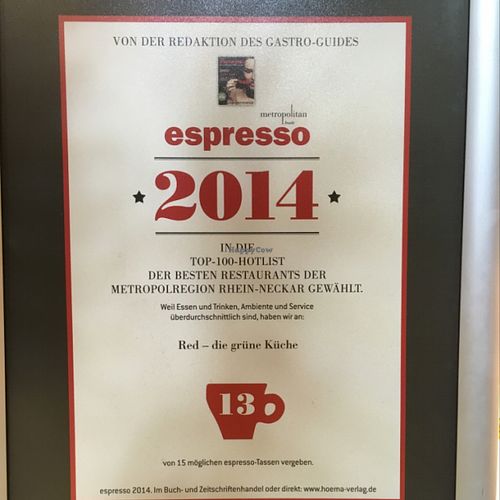 VON DER REDAKTION DES GASTRO-GUIDES
metropolitan
espresso
2014
IN DIE
HappyCow
TOP-100-HOTLIST
DER BESTEN RESTAURANTS DER
METROPOLREGION RHEIN-NECKAR GEWÄHLT.
Weil Essen und Trinken, Ambiente und Service
überdurchschnittlich sind, haben wir an:
Red – die grüne Küche
13
von 15 möglichen espresso-Tassen vergeben.
espresso 2014. Im Buch- und Zeitschriftenhandel oder direkt: www.hoema-verlag.de